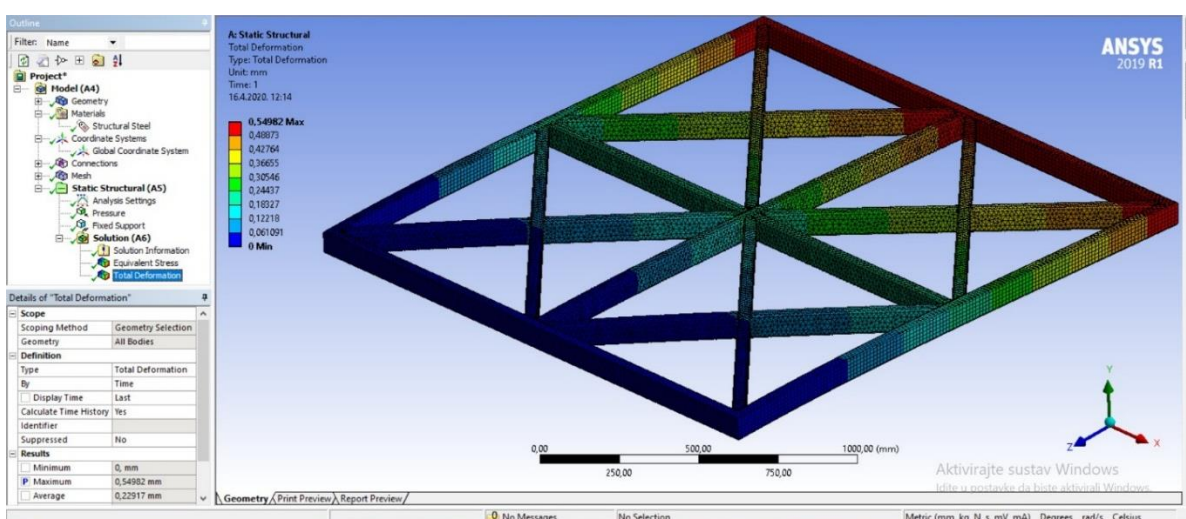 Outline
Filter: Name
Project*
Model (A4)
Geometry
Materials
Structural Steel
Coordinate Systems
Global Coordinate System
Connections
Mesh
Static Structural (A5)
Analysis Settings
Pressure
Fixed Support
Solution (A6)
Solution Information
Equivalent Stress
Total Deformation
Details of "Total Deformation"
Scope
Scoping Method Geometry Selection
Geometry All Bodies
Definition
Type Total Deformation
By Time
Display Time Last
Calculate Time History Yes
Identifier
Suppressed No
Results
Minimum 0, mm
P Maximum 0,54982 mm
Average 0,22917 mm
A: Static Structural
Total Deformation
Type: Total Deformation
Unit: mm
Time: 1
16.4.2020. 12:14
0,54982 Max
0,48873
0,42764
0,36655
0,30546
0,24437
0,18327
0,12218
0,061091
0 Min
ANSYS
2019 R1
0,00 500,00 1000,00 (mm)
250,00 750,00
Y
Z X
Aktivirajte sustav Windows
Idite u postavke da biste aktivirali Windows.
Geometry Print Preview Report Preview
No Messages No Selection Metric (mm, kg, N, s, mV, mA) Degrees rad/s Celsius